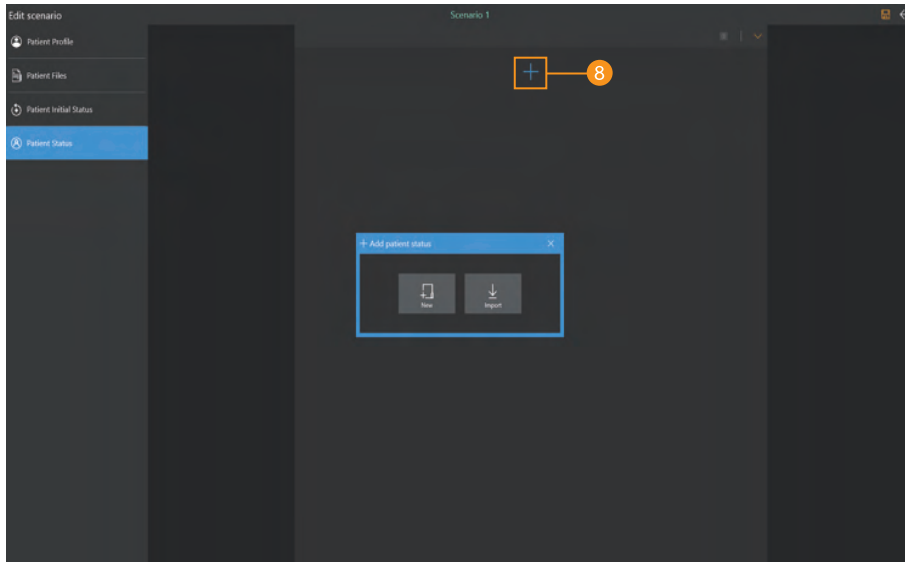 Edit scenario
Scenario 1
Patient Profile
Patient Files
Patient Initial Status
Patient Status
8
+ Add patient status
New
Import